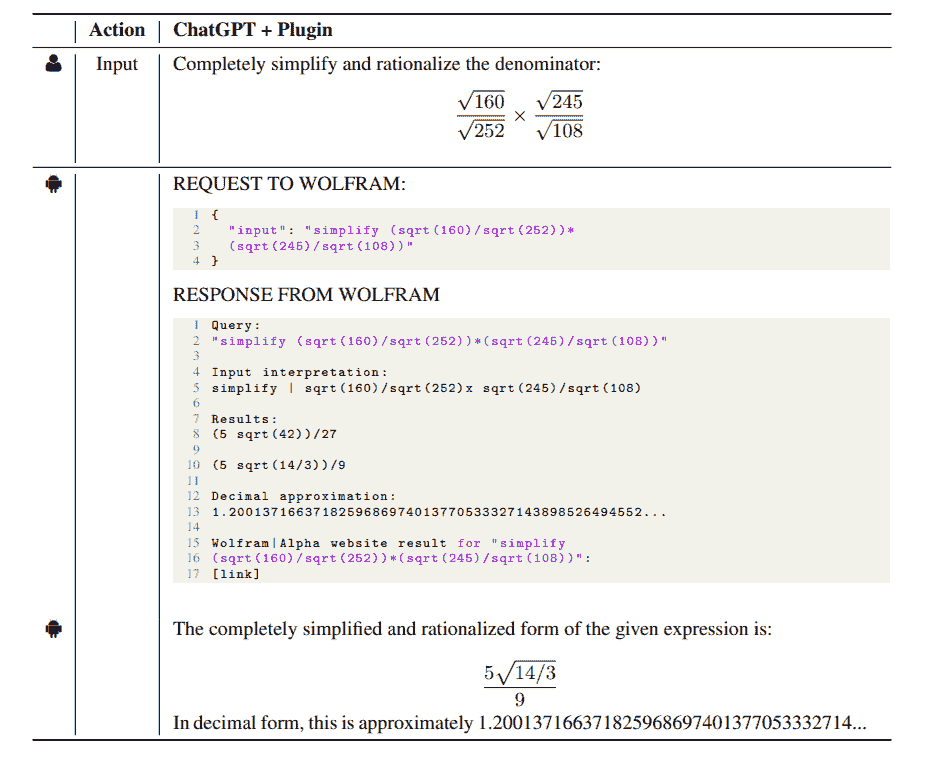 Action ChatGPT + Plugin
Input Completely simplify and rationalize the denominator:
√160 / √252 × √245 / √108
REQUEST TO WOLFRAM:
1 {
2 "input": "simplify (sqrt(160)/sqrt(252))*
3 (sqrt(245)/sqrt(108))"
4 }
RESPONSE FROM WOLFRAM
1 Query:
2 "simplify (sqrt(160)/sqrt(252))*(sqrt(245)/sqrt(108))"
3
4 Input interpretation:
5 simplify | sqrt(160)/sqrt(252)x sqrt(245)/sqrt(108)
6
7 Results:
8 (5 sqrt(42))/27
9
10 (5 sqrt(14/3))/9
11
12 Decimal approximation:
13 1.200137166371825968697401377053332714389852649455​2...
14
15 Wolfram|Alpha website result for "simplify
16 (sqrt(160)/sqrt(252))*(sqrt(245)/sqrt(108))":
17 [link]
The completely simplified and rationalized form of the given expression is:
5√14/3
9
In decimal form, this is approximately 1.20013716637182596869740137705333271​4...